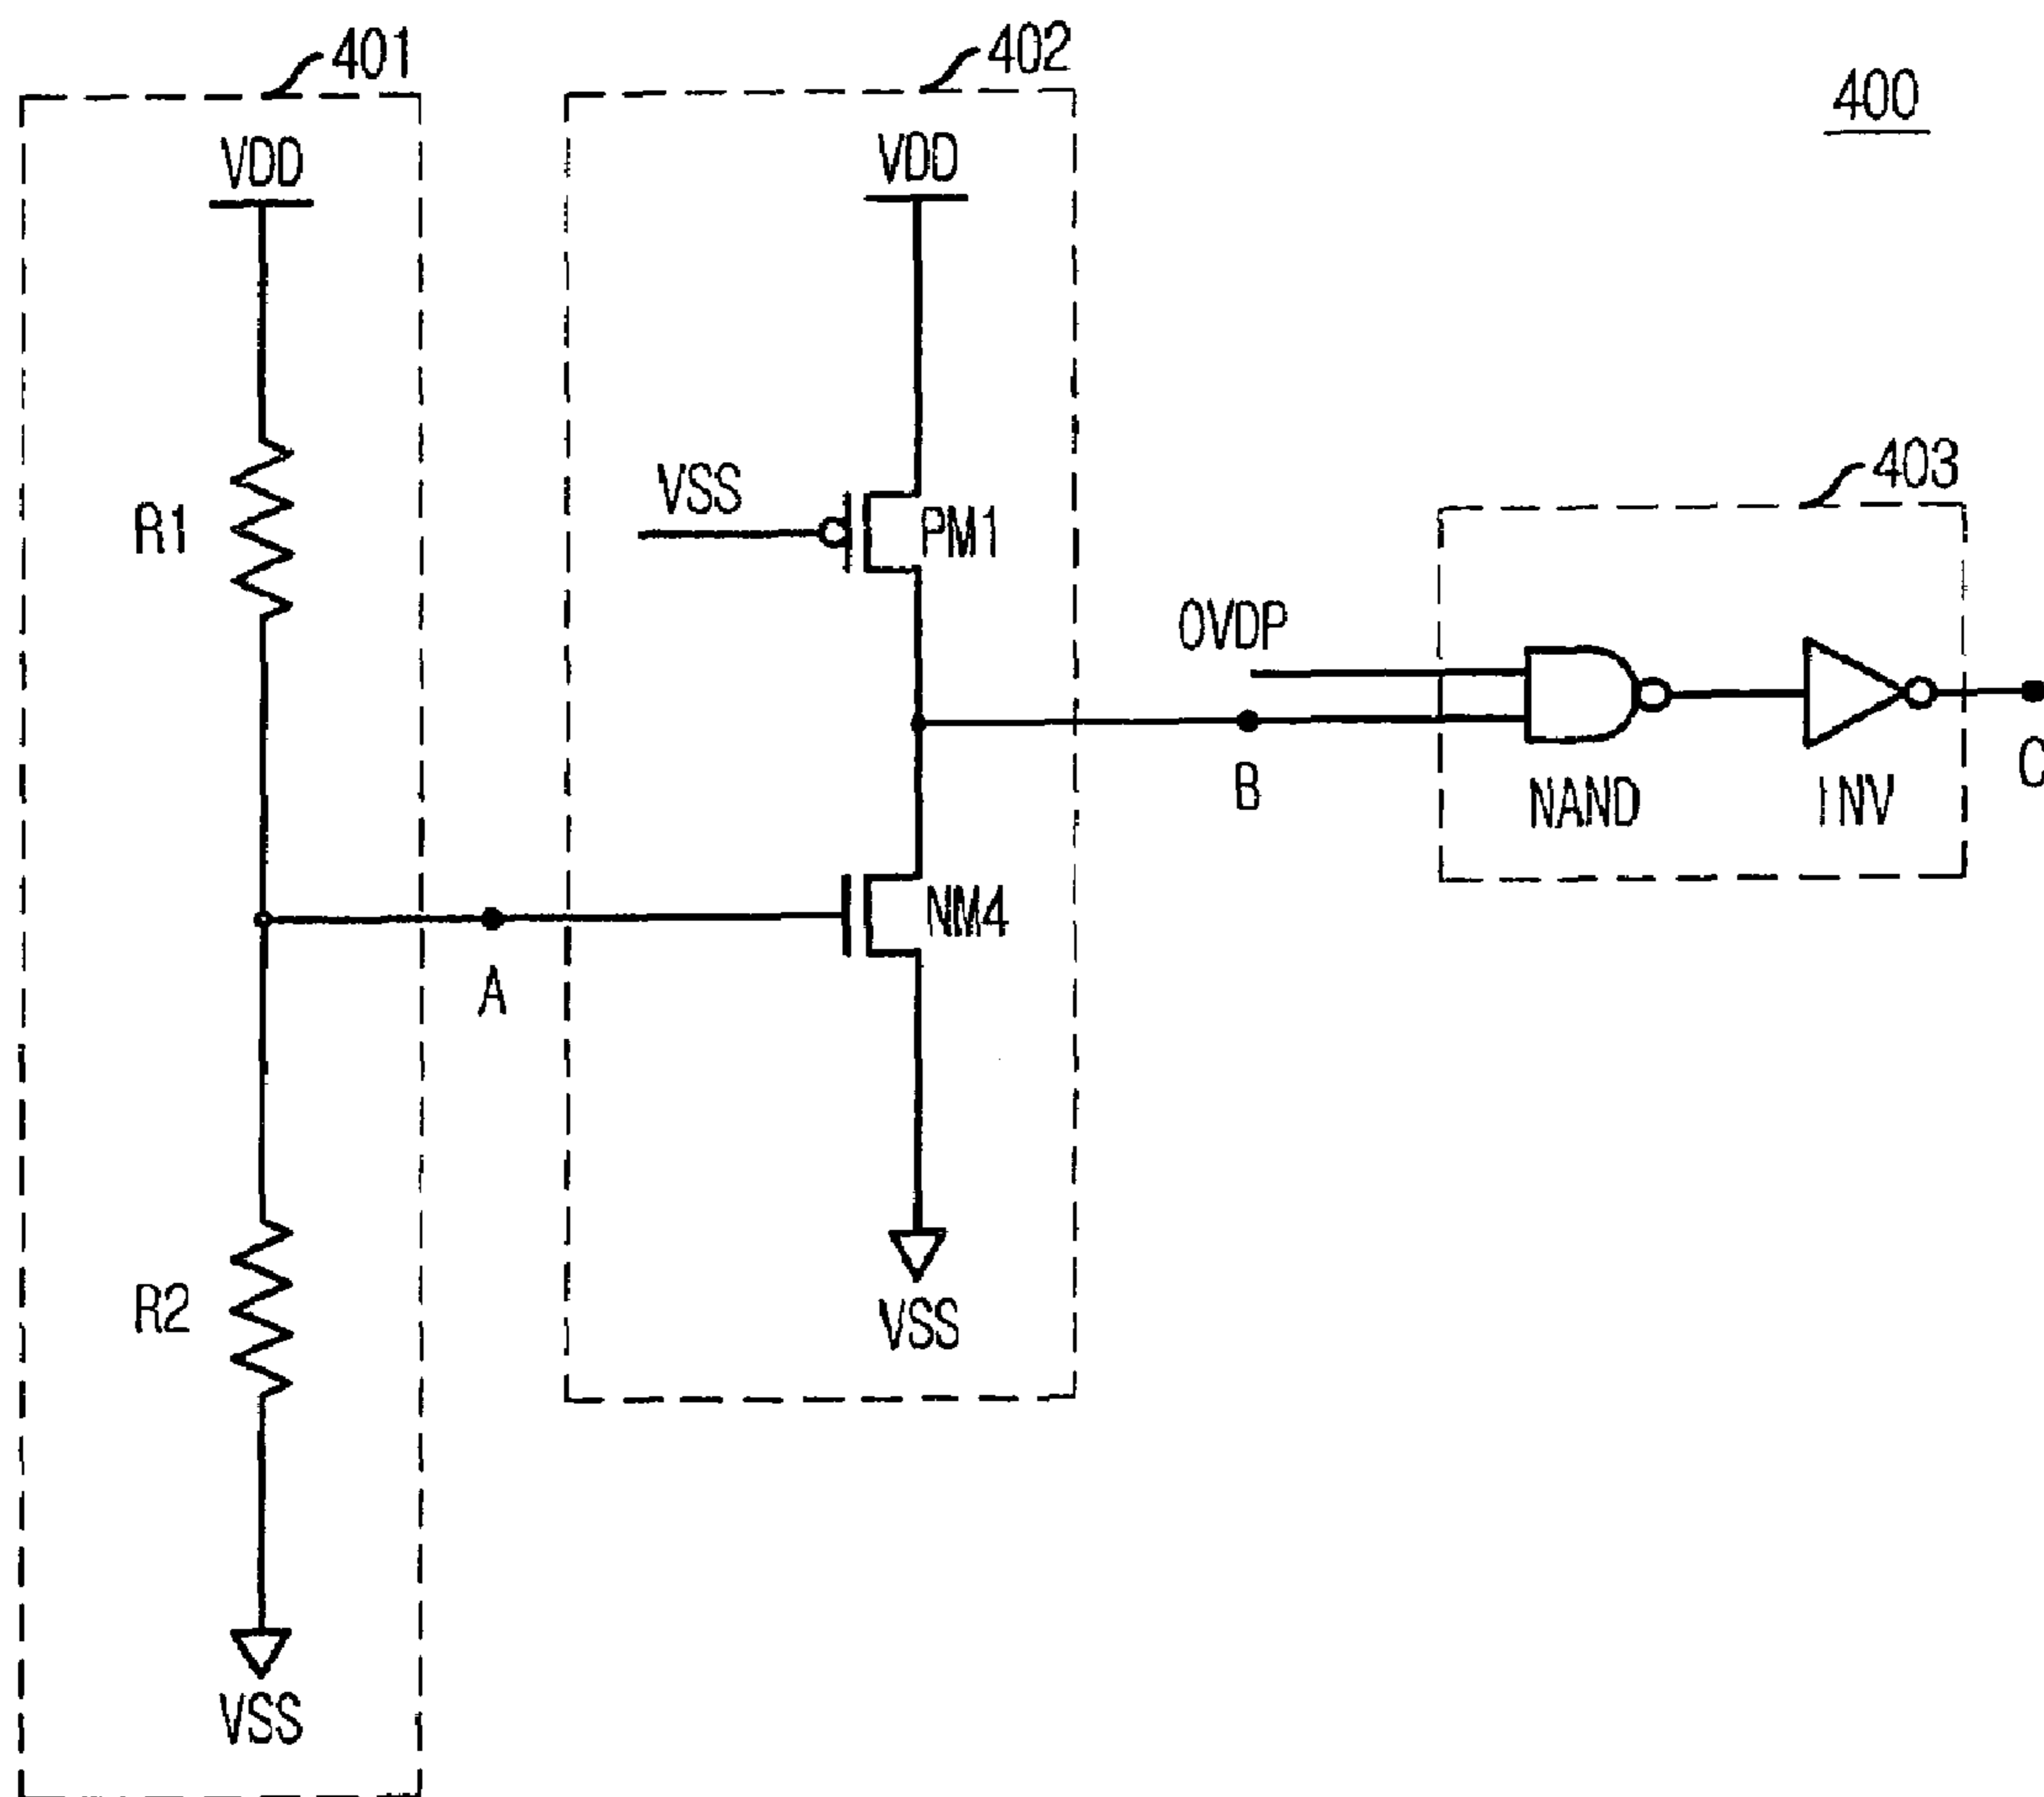 401
402
400
VDD
VDD
403
VSS
R1
PM1
OVDP
B
NAND
INV
C
NM4
A
R2
VSS
VSS